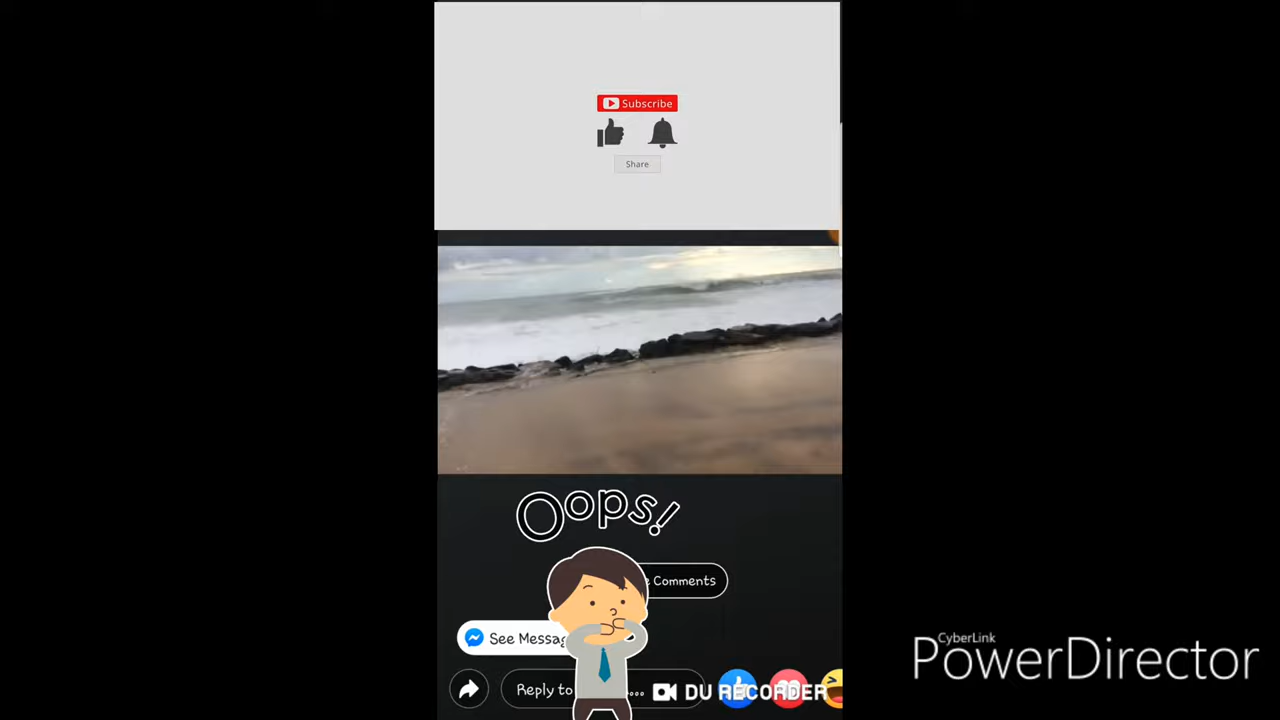 Subscribe
Share
Oops!
Comments
See Messag
Reply to
...
DU RECORDER
CyberLink
PowerDirector